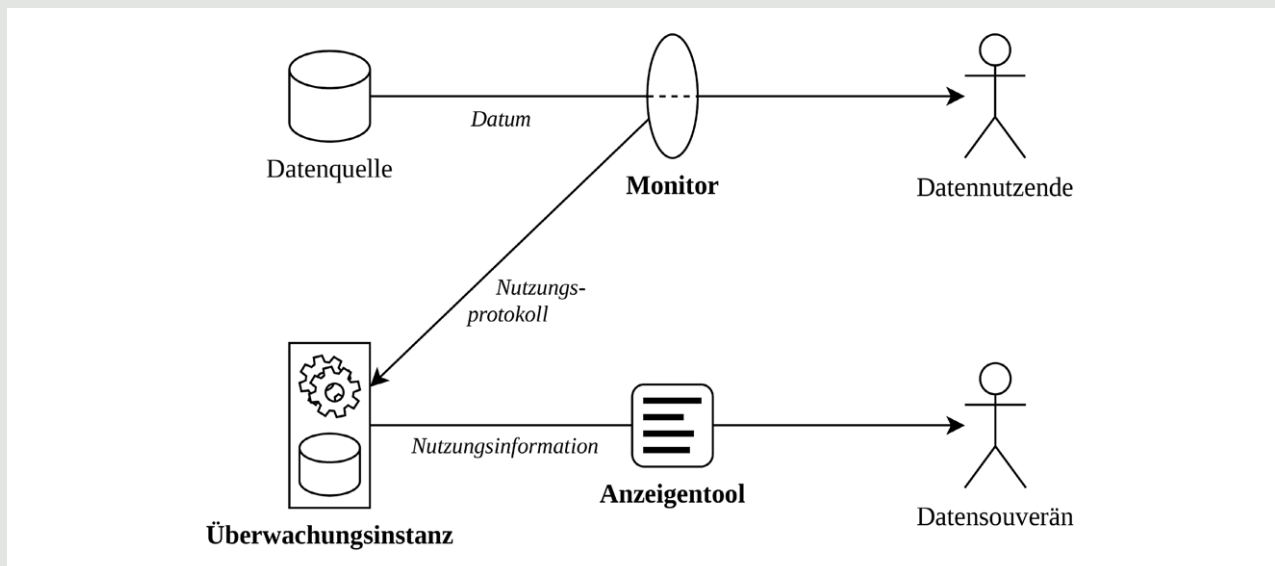 Datum
Datenquelle
Monitor
Datennutzende
Nutzungs-
protokoll
Nutzungsinformation
Anzeigentool
Datensouverän
Überwachungsinstanz